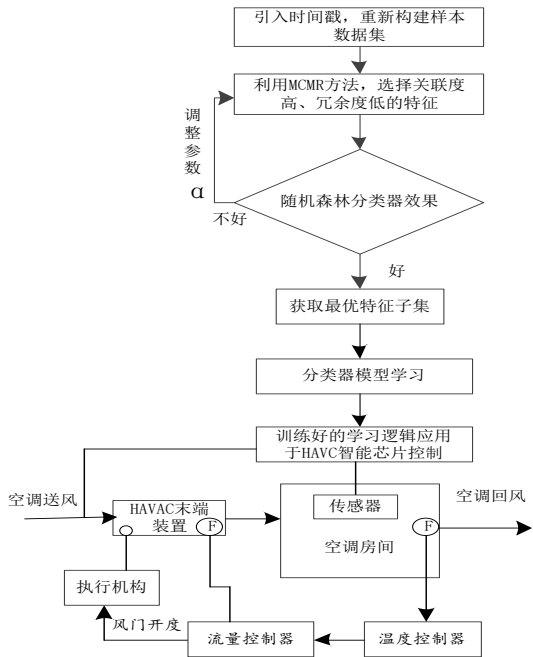 引入时间戳，重新构建样本
数据集
利用MCMR方法，选择关联度
高、冗余度低的特征
调
整
参
数
α
不好
随机森林分类器效果
好
获取最优特征子集
分类器模型学习
训练好的学习逻辑应用
于HAVC智能芯片控制
空调送风
HAVAC末端
装置
F
传感器
空调房间
F
空调回风
执行机构
风门开度
流量控制器
温度控制器